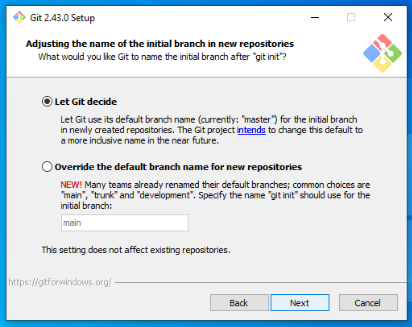 Git 2.43.0 Setup
Adjusting the name of the initial branch in new repositories
What would you like Git to name the initial branch after "git init"?
Let Git decide
Let Git use its default branch name (currently: "master") for the initial branch
in newly created repositories. The Git project intends to change this default to
a more inclusive name in the near future.
Override the default branch name for new repositories
NEW! Many teams already renamed their default branches; common choices are
"main", "trunk" and "development". Specify the name "git init" should use for the
initial branch:
main
This setting does not affect existing repositories.
https://gitforwindows.org/
Back
Next
Cancel